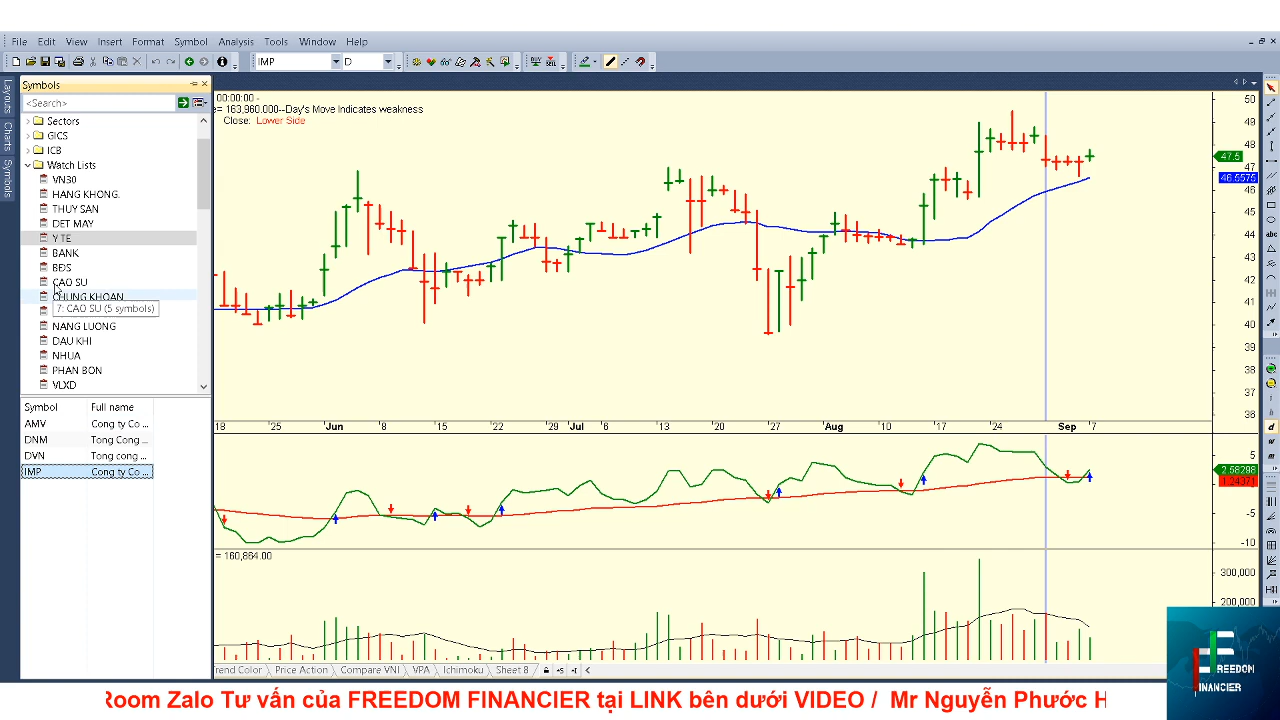 File Edit View Insert Format Symbol Analysis Tools Window Help
IMP D
Layouts
Charts
Symbols
Symbols
<Search>
Sectors
GICS
ICB
Watch Lists
VN30
HANG KHONG.
THUY SAN
DET MAY
Y TE
BANK
BĐS
CAO SU
CHUNG KHOAN
7: CAO SU (5 symbols)
NANG LUONG
DAU KHI
NHUA
PHAN BON
VLXD
Symbol Full name
AMV Cong ty Co ...
DNM Tong Cong ...
DVN Tong cong ...
IMP Cong ty Co ...
00:00:00 -
= 163,960.000--Day's Move Indicates weakness
Close: Lower Side
50
49
48
47.5
46.5575
46
45
44
43
42
41
40
39
38
37
36
18 25 Jun 8 15 22 29 Jul 6 13 20 27 Aug 10 17 24 Sep 7
5
2.58298
1.24371
-5
-10
= 160,864.00
300,000
200,000
Trend Color Price Action Compare VNI VPA Ichimoku Sheet 8
FREEDOM
FINANCIER
Room Zalo Tư vấn của FREEDOM FINANCIER tại LINK bên dưới VIDEO / Mr Nguyễn Phước H